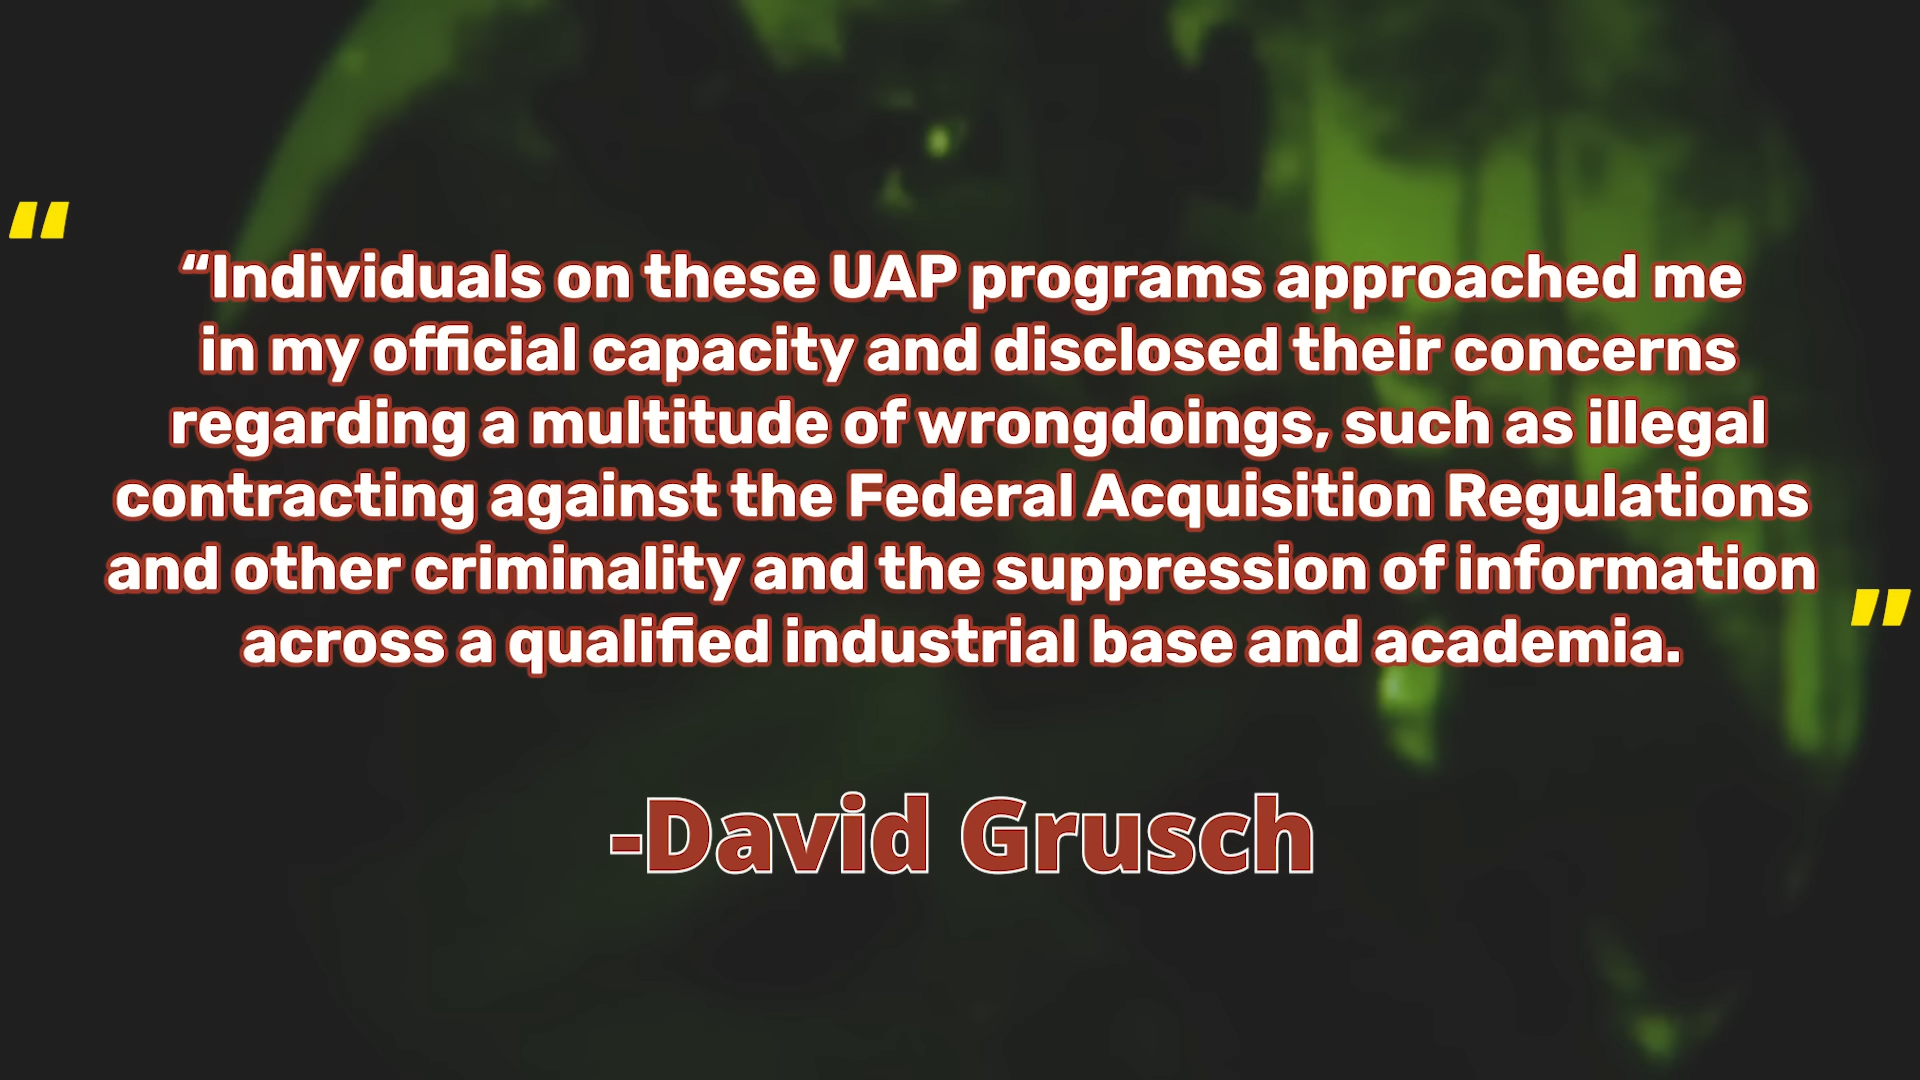 “
“Individuals on these UAP programs approached me
in my official capacity and disclosed their concerns
regarding a multitude of wrongdoings, such as illegal
contracting against the Federal Acquisition Regulations
and other criminality and the suppression of information
across a qualified industrial base and academia.
”
-David Grusch